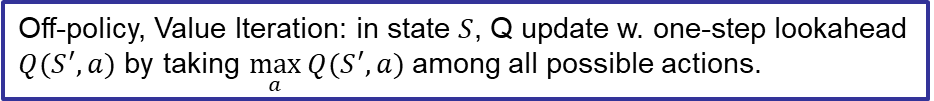 Off-policy, Value Iteration: in state S, Q update w. one-step lookahead
Q(S′, a) by taking max Q(S′, a) among all possible actions.
a